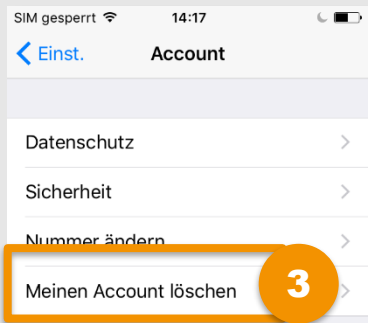 SIM gesperrt 14:17
Einst. Account
Datenschutz
Sicherheit
Nummer ändern
Meinen Account löschen 3